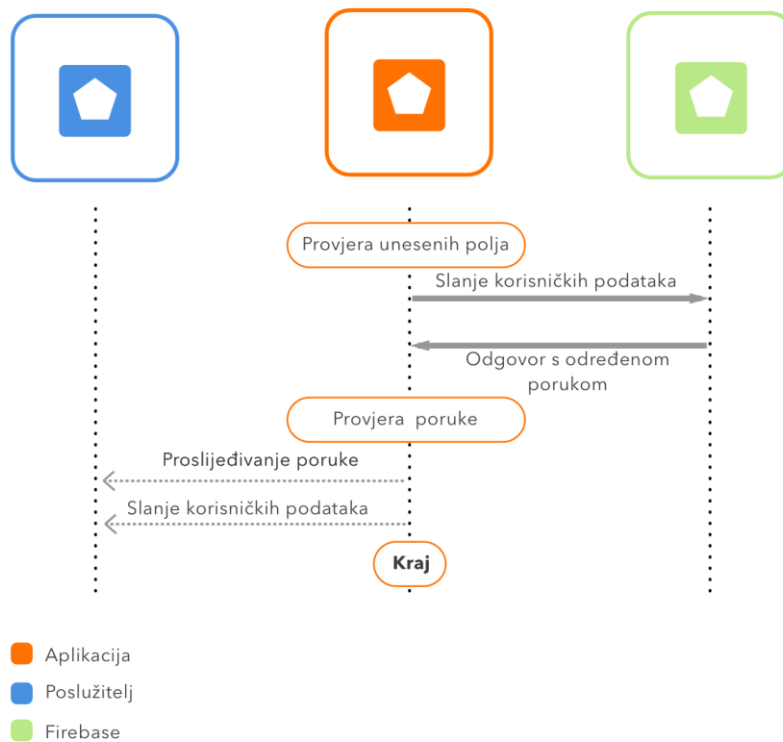 Provjera unesenih polja
Slanje korisničkih podataka
Odgovor s određenom
porukom
Provjera poruke
Proslijeđivanje poruke
Slanje korisničkih podataka
Kraj
Aplikacija
Poslužitelj
Firebase